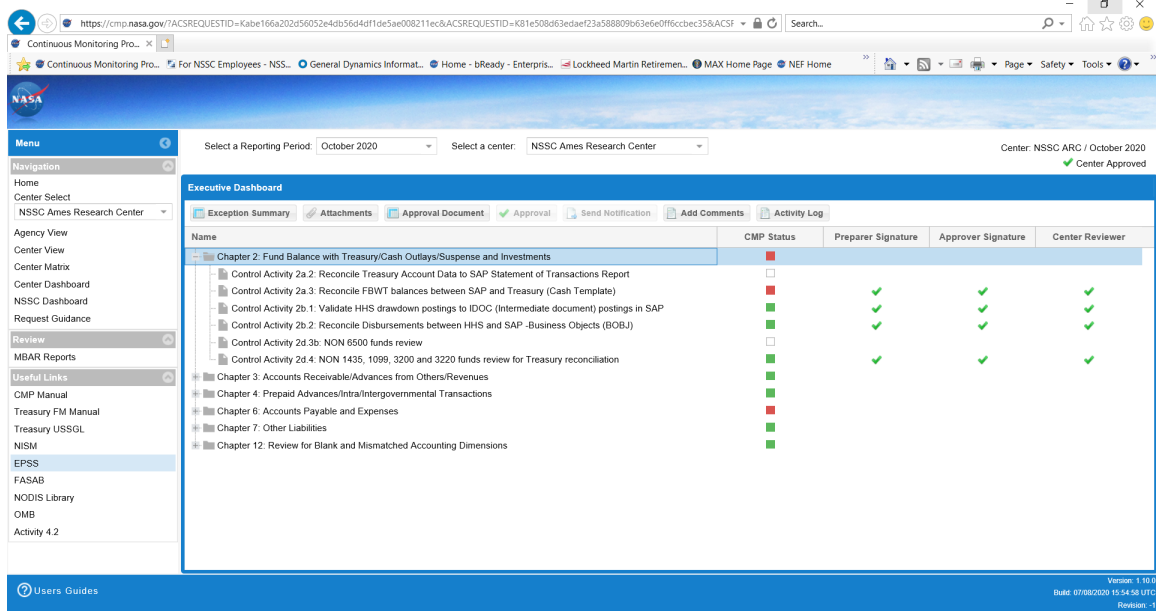 https://cmp.nasa.gov/?ACSREQUESTID=Kabe166a202d56052e4db56d4df1de5ae008211ec&ACSREQUESTID=K81e508d63edaef23a588809b63e6e0ff6ccbec35&ACSF
Search...
Continuous Monitoring Pro...
Continuous Monitoring Pro... For NSSC Employees - NSS... General Dynamics Informat... Home - bReady - Enterpris... Lockheed Martin Retiremen... MAX Home Page NEF Home » Page Safety Tools »
NASA
Menu
Select a Reporting Period: October 2020 Select a center: NSSC Ames Research Center
Center: NSSC ARC / October 2020
Center Approved
Navigation
Home
Center Select
NSSC Ames Research Center
Agency View
Center View
Center Matrix
Center Dashboard
NSSC Dashboard
Request Guidance
Review
MBAR Reports
Useful Links
CMP Manual
Treasury FM Manual
Treasury USSGL
NISM
EPSS
FASAB
NODIS Library
OMB
Activity 4.2
Executive Dashboard
Exception Summary Attachments Approval Document Approval Send Notification Add Comments Activity Log
Name CMP Status Preparer Signature Approver Signature Center Reviewer
Chapter 2: Fund Balance with Treasury/Cash Outlays/Suspense and Investments
Control Activity 2a.2: Reconcile Treasury Account Data to SAP Statement of Transactions Report
Control Activity 2a.3: Reconcile FBWT balances between SAP and Treasury (Cash Template)
Control Activity 2b.1: Validate HHS drawdown postings to IDOC (Intermediate document) postings in SAP
Control Activity 2b.2: Reconcile Disbursements between HHS and SAP -Business Objects (BOBJ)
Control Activity 2d.3b: NON 6500 funds review
Control Activity 2d.4: NON 1435, 1099, 3200 and 3220 funds review for Treasury reconciliation
Chapter 3: Accounts Receivable/Advances from Others/Revenues
Chapter 4: Prepaid Advances/Intra/Intergovernmental Transactions
Chapter 6: Accounts Payable and Expenses
Chapter 7: Other Liabilities
Chapter 12: Review for Blank and Mismatched Accounting Dimensions
Users Guides
Version: 1.10.0
Build: 07/08/2020 15:54:58 UTC
Revision: -1